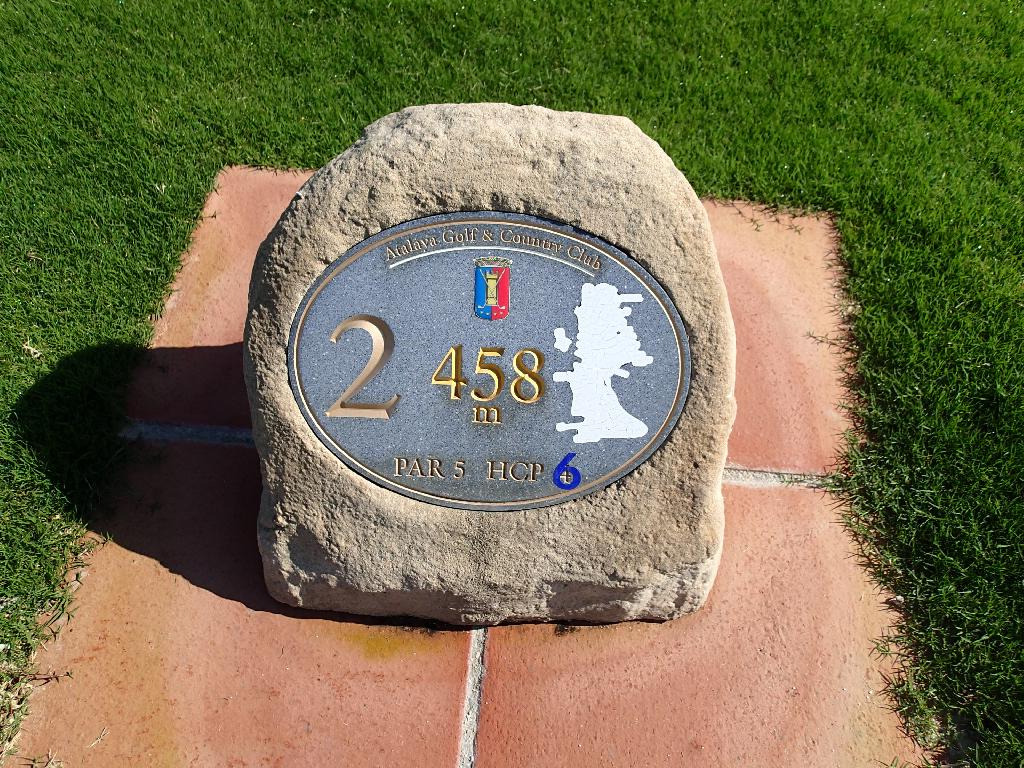 Atalaya Golf & Country Club
2
458
m
PAR 5 HCP 6